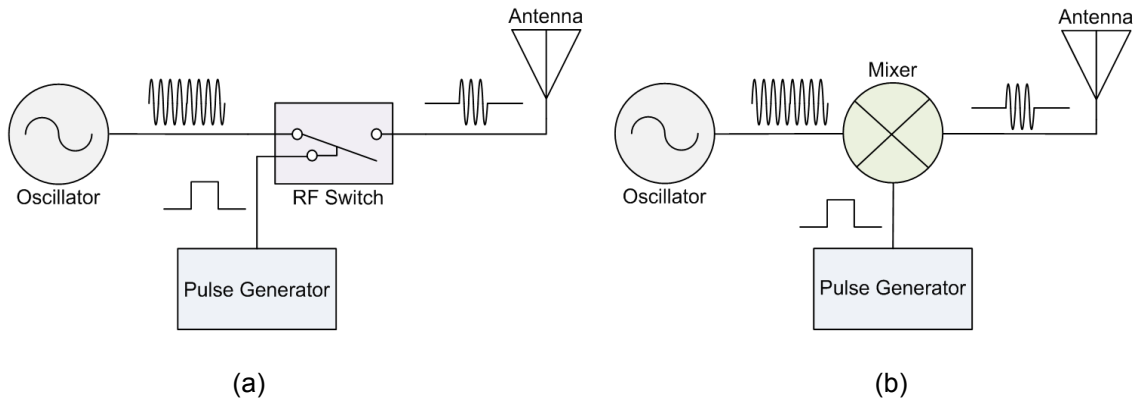 Antenna
Oscillator
RF Switch
Pulse Generator
(a)
Antenna
Mixer
Oscillator
Pulse Generator
(b)